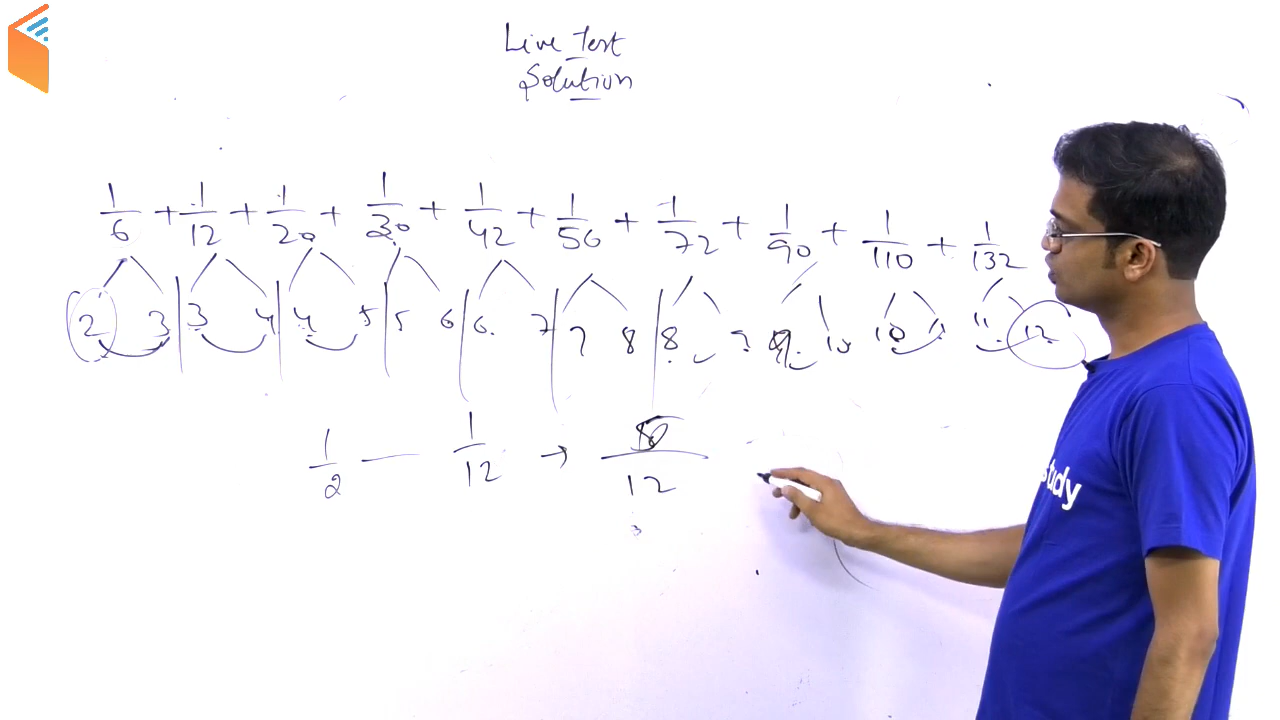 Live Test
Solution
1/6 + 1/12 + 1/20 + 1/30 + 1/42 + 1/56 + 1/72 + 1/90 + 1/110 + 1/132
2 3 | 3 4 | 4 5 | 5 6 | 6 7 | 7 8 | 8 9 9 10 10 11 11 12
1/2 — 1/12 → 5/12
tudy